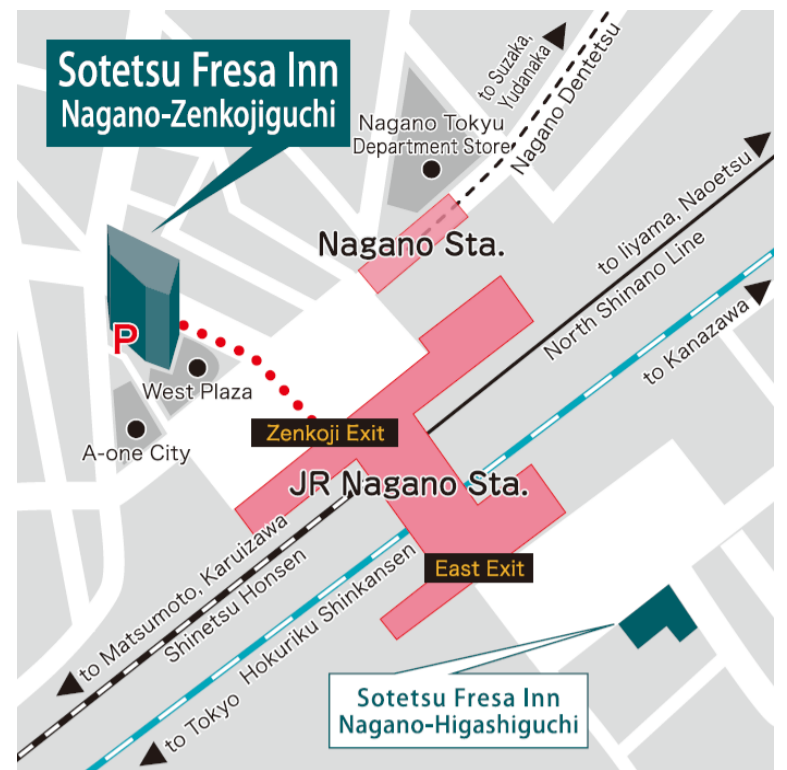 Sotetsu Fresa Inn
Nagano-Zenkojiguchi
to Suzaka,
Yudanaka
Nagano Dentetsu
Nagano Tokyu
Department Store
Nagano Sta.
to Iiyama, Naoetsu
North Shinano Line
to Kanazawa
P
West Plaza
A-one City
Zenkoji Exit
JR Nagano Sta.
East Exit
to Matsumoto, Karuizawa
Shinetsu Honsen
Hokuriku Shinkansen
to Tokyo
Sotetsu Fresa Inn
Nagano-Higashiguchi